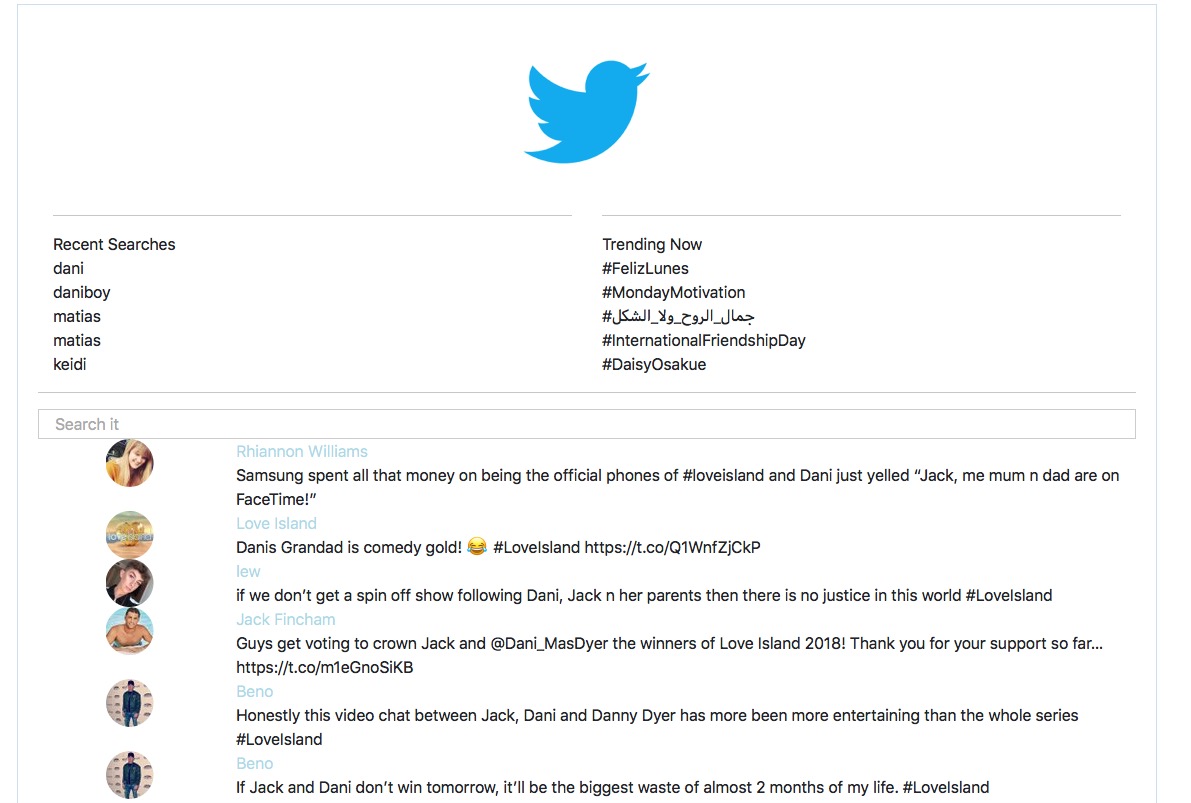 Recent Searches
dani
daniboy
matias
matias
keidi
Trending Now
#FelizLunes
#MondayMotivation
#جمال_الروح_ولا_الشكل
#InternationalFriendshipDay
#DaisyOsakue
Search it
Rhiannon Williams
Samsung spent all that money on being the official phones of #loveisland and Dani just yelled “Jack, me mum n dad are on
FaceTime!”
Love Island
Danis Grandad is comedy gold! 😂 #LoveIsland https://t.co/Q1WnfZjCkP
lew
if we don’t get a spin off show following Dani, Jack n her parents then there is no justice in this world #LoveIsland
Jack Fincham
Guys get voting to crown Jack and @Dani_MasDyer the winners of Love Island 2018! Thank you for your support so far…
https://t.co/m1eGnoSiKB
Beno
Honestly this video chat between Jack, Dani and Danny Dyer has more been more entertaining than the whole series
#LoveIsland
Beno
If Jack and Dani don’t win tomorrow, it’ll be the biggest waste of almost 2 months of my life. #LoveIsland